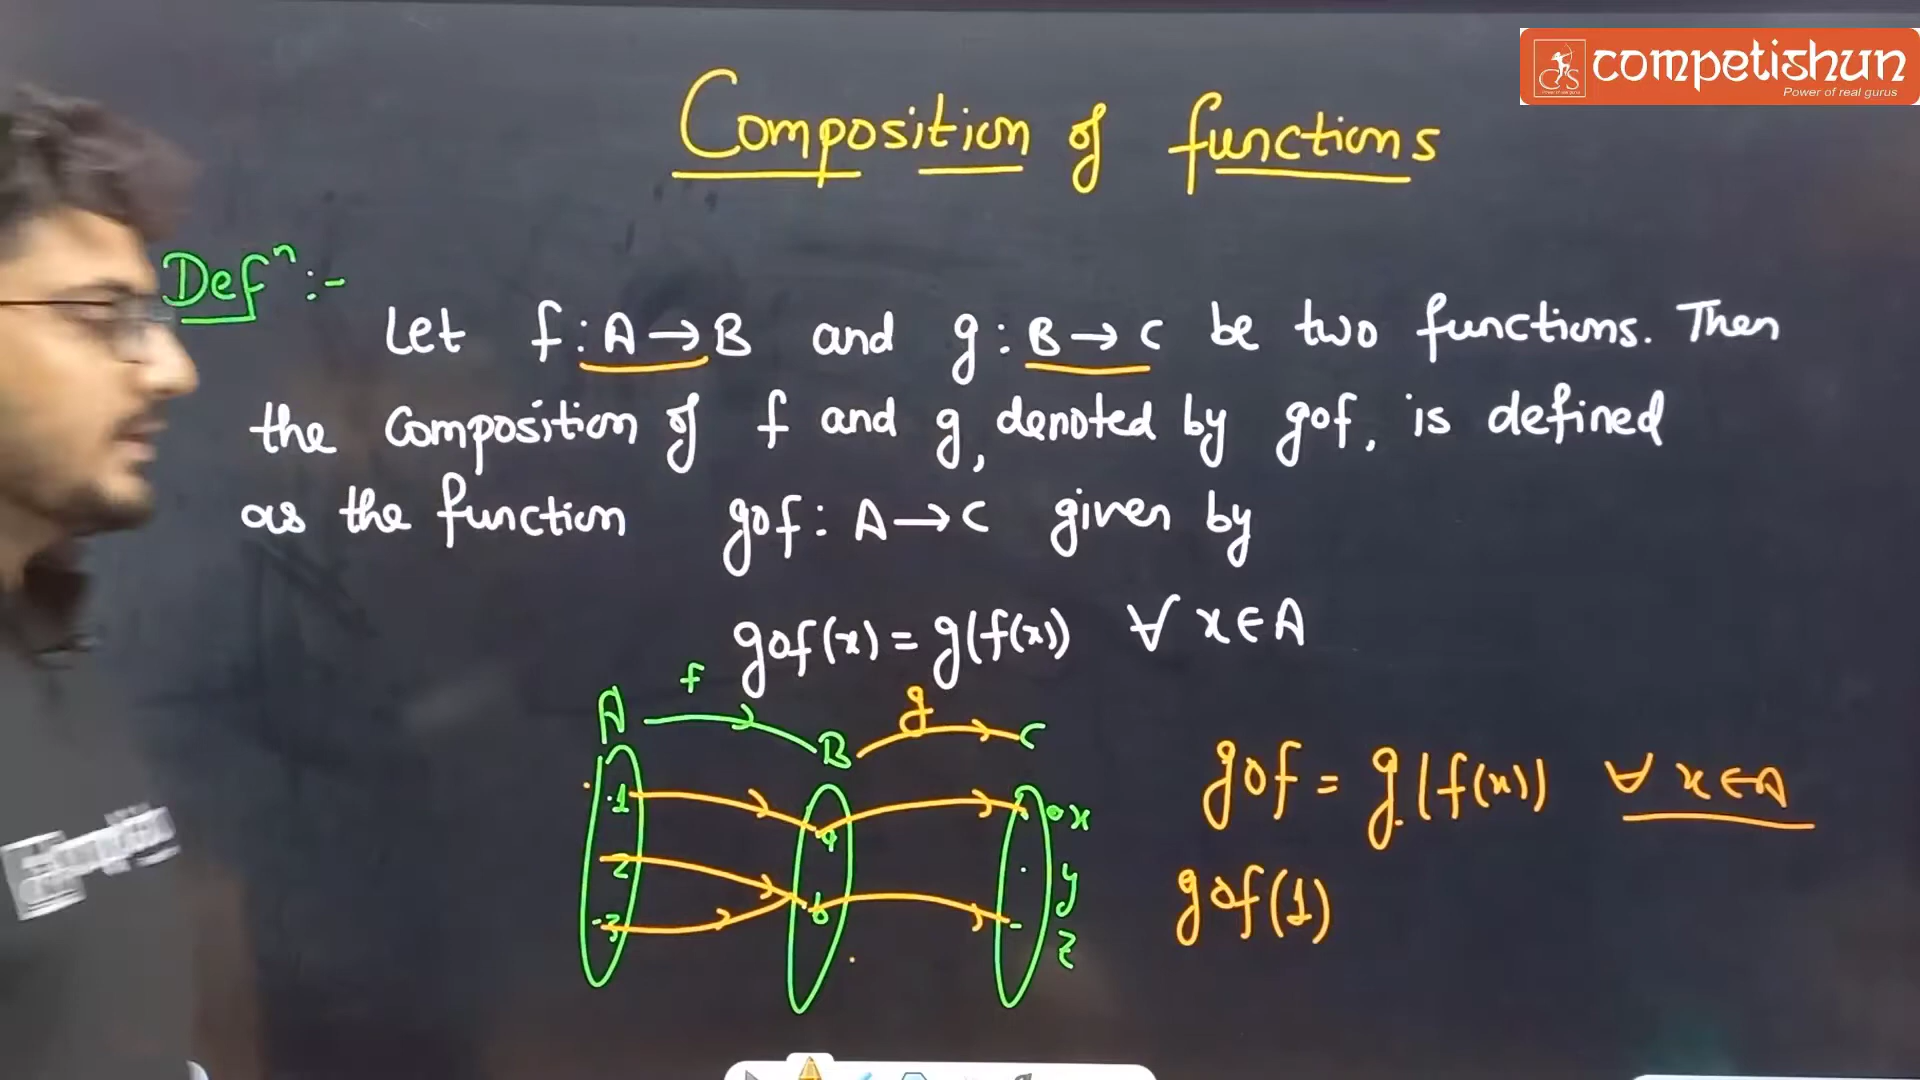 competishun
Power of real gurus
Composition of functions
Defⁿ :-
Let f : A → B and g : B → C be two functions. Then
the composition of f and g, denoted by gof, is defined
as the function gof : A → C given by
gof(x) = g(f(x)) ∀ x ∈ A
A f B g C
1 a x
2 b y
3 z
gof = g(f(x)) ∀ x ∈ A
gof(1)